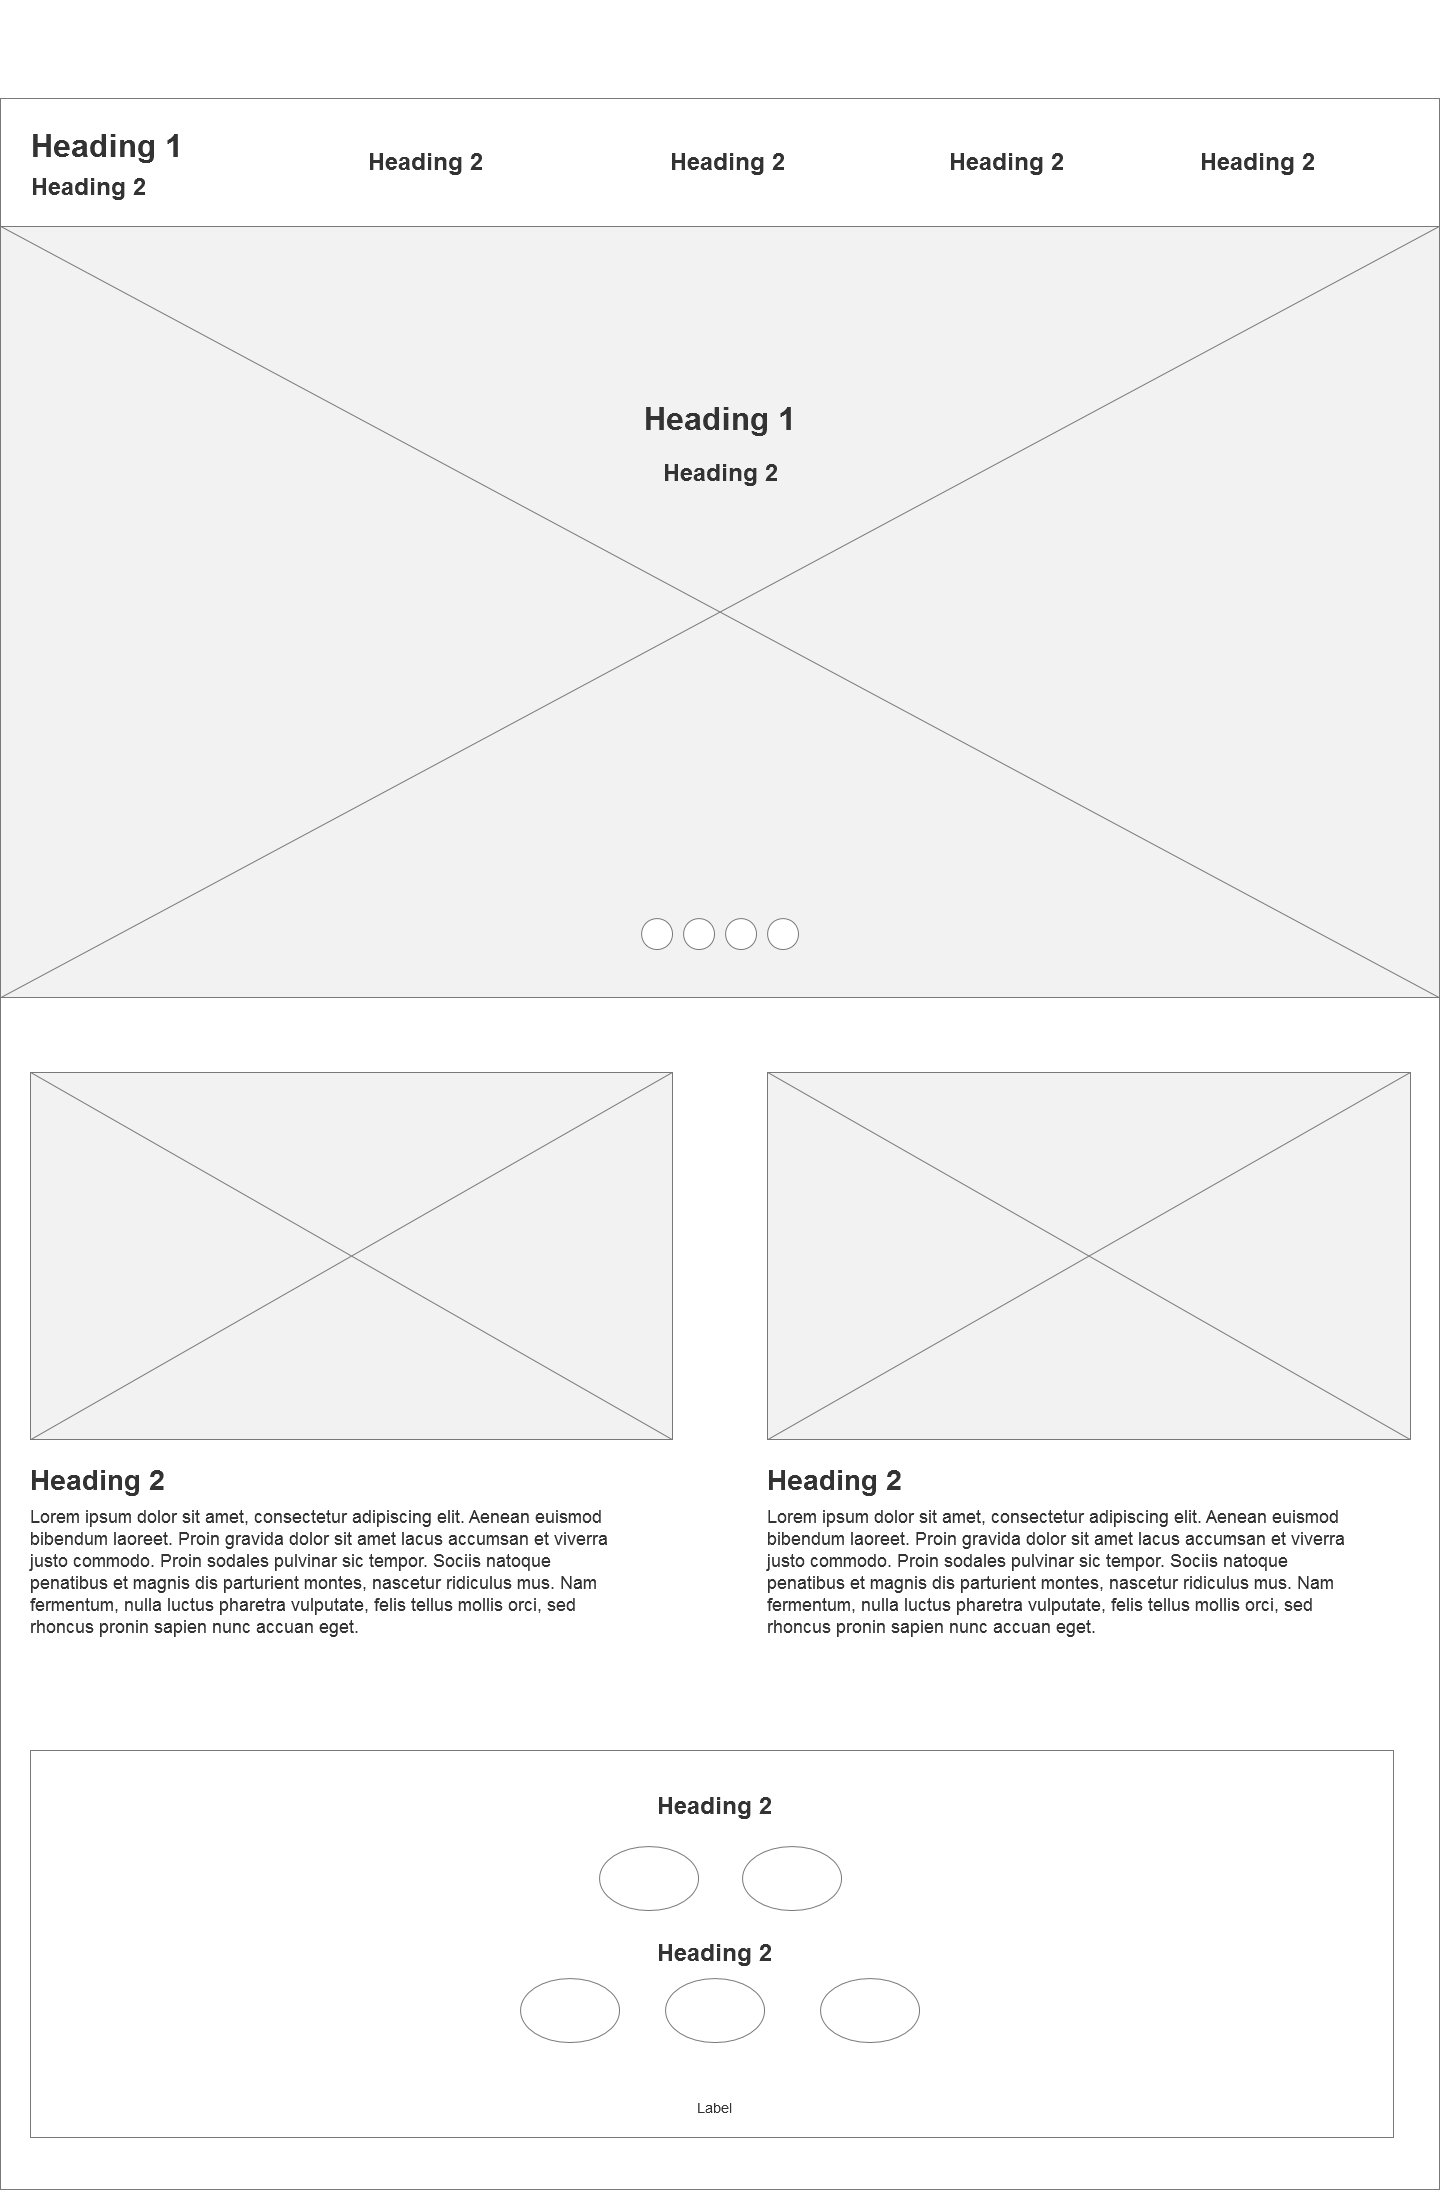 Heading 1
Heading 2
Heading 2
Heading 2
Heading 2
Heading 2
Heading 1
Heading 2
Heading 2
Lorem ipsum dolor sit amet, consectetur adipiscing elit. Aenean euismod
bibendum laoreet. Proin gravida dolor sit amet lacus accumsan et viverra
justo commodo. Proin sodales pulvinar sic tempor. Sociis natoque
penatibus et magnis dis parturient montes, nascetur ridiculus mus. Nam
fermentum, nulla luctus pharetra vulputate, felis tellus mollis orci, sed
rhoncus pronin sapien nunc accuan eget.
Heading 2
Lorem ipsum dolor sit amet, consectetur adipiscing elit. Aenean euismod
bibendum laoreet. Proin gravida dolor sit amet lacus accumsan et viverra
justo commodo. Proin sodales pulvinar sic tempor. Sociis natoque
penatibus et magnis dis parturient montes, nascetur ridiculus mus. Nam
fermentum, nulla luctus pharetra vulputate, felis tellus mollis orci, sed
rhoncus pronin sapien nunc accuan eget.
Heading 2
Heading 2
Label